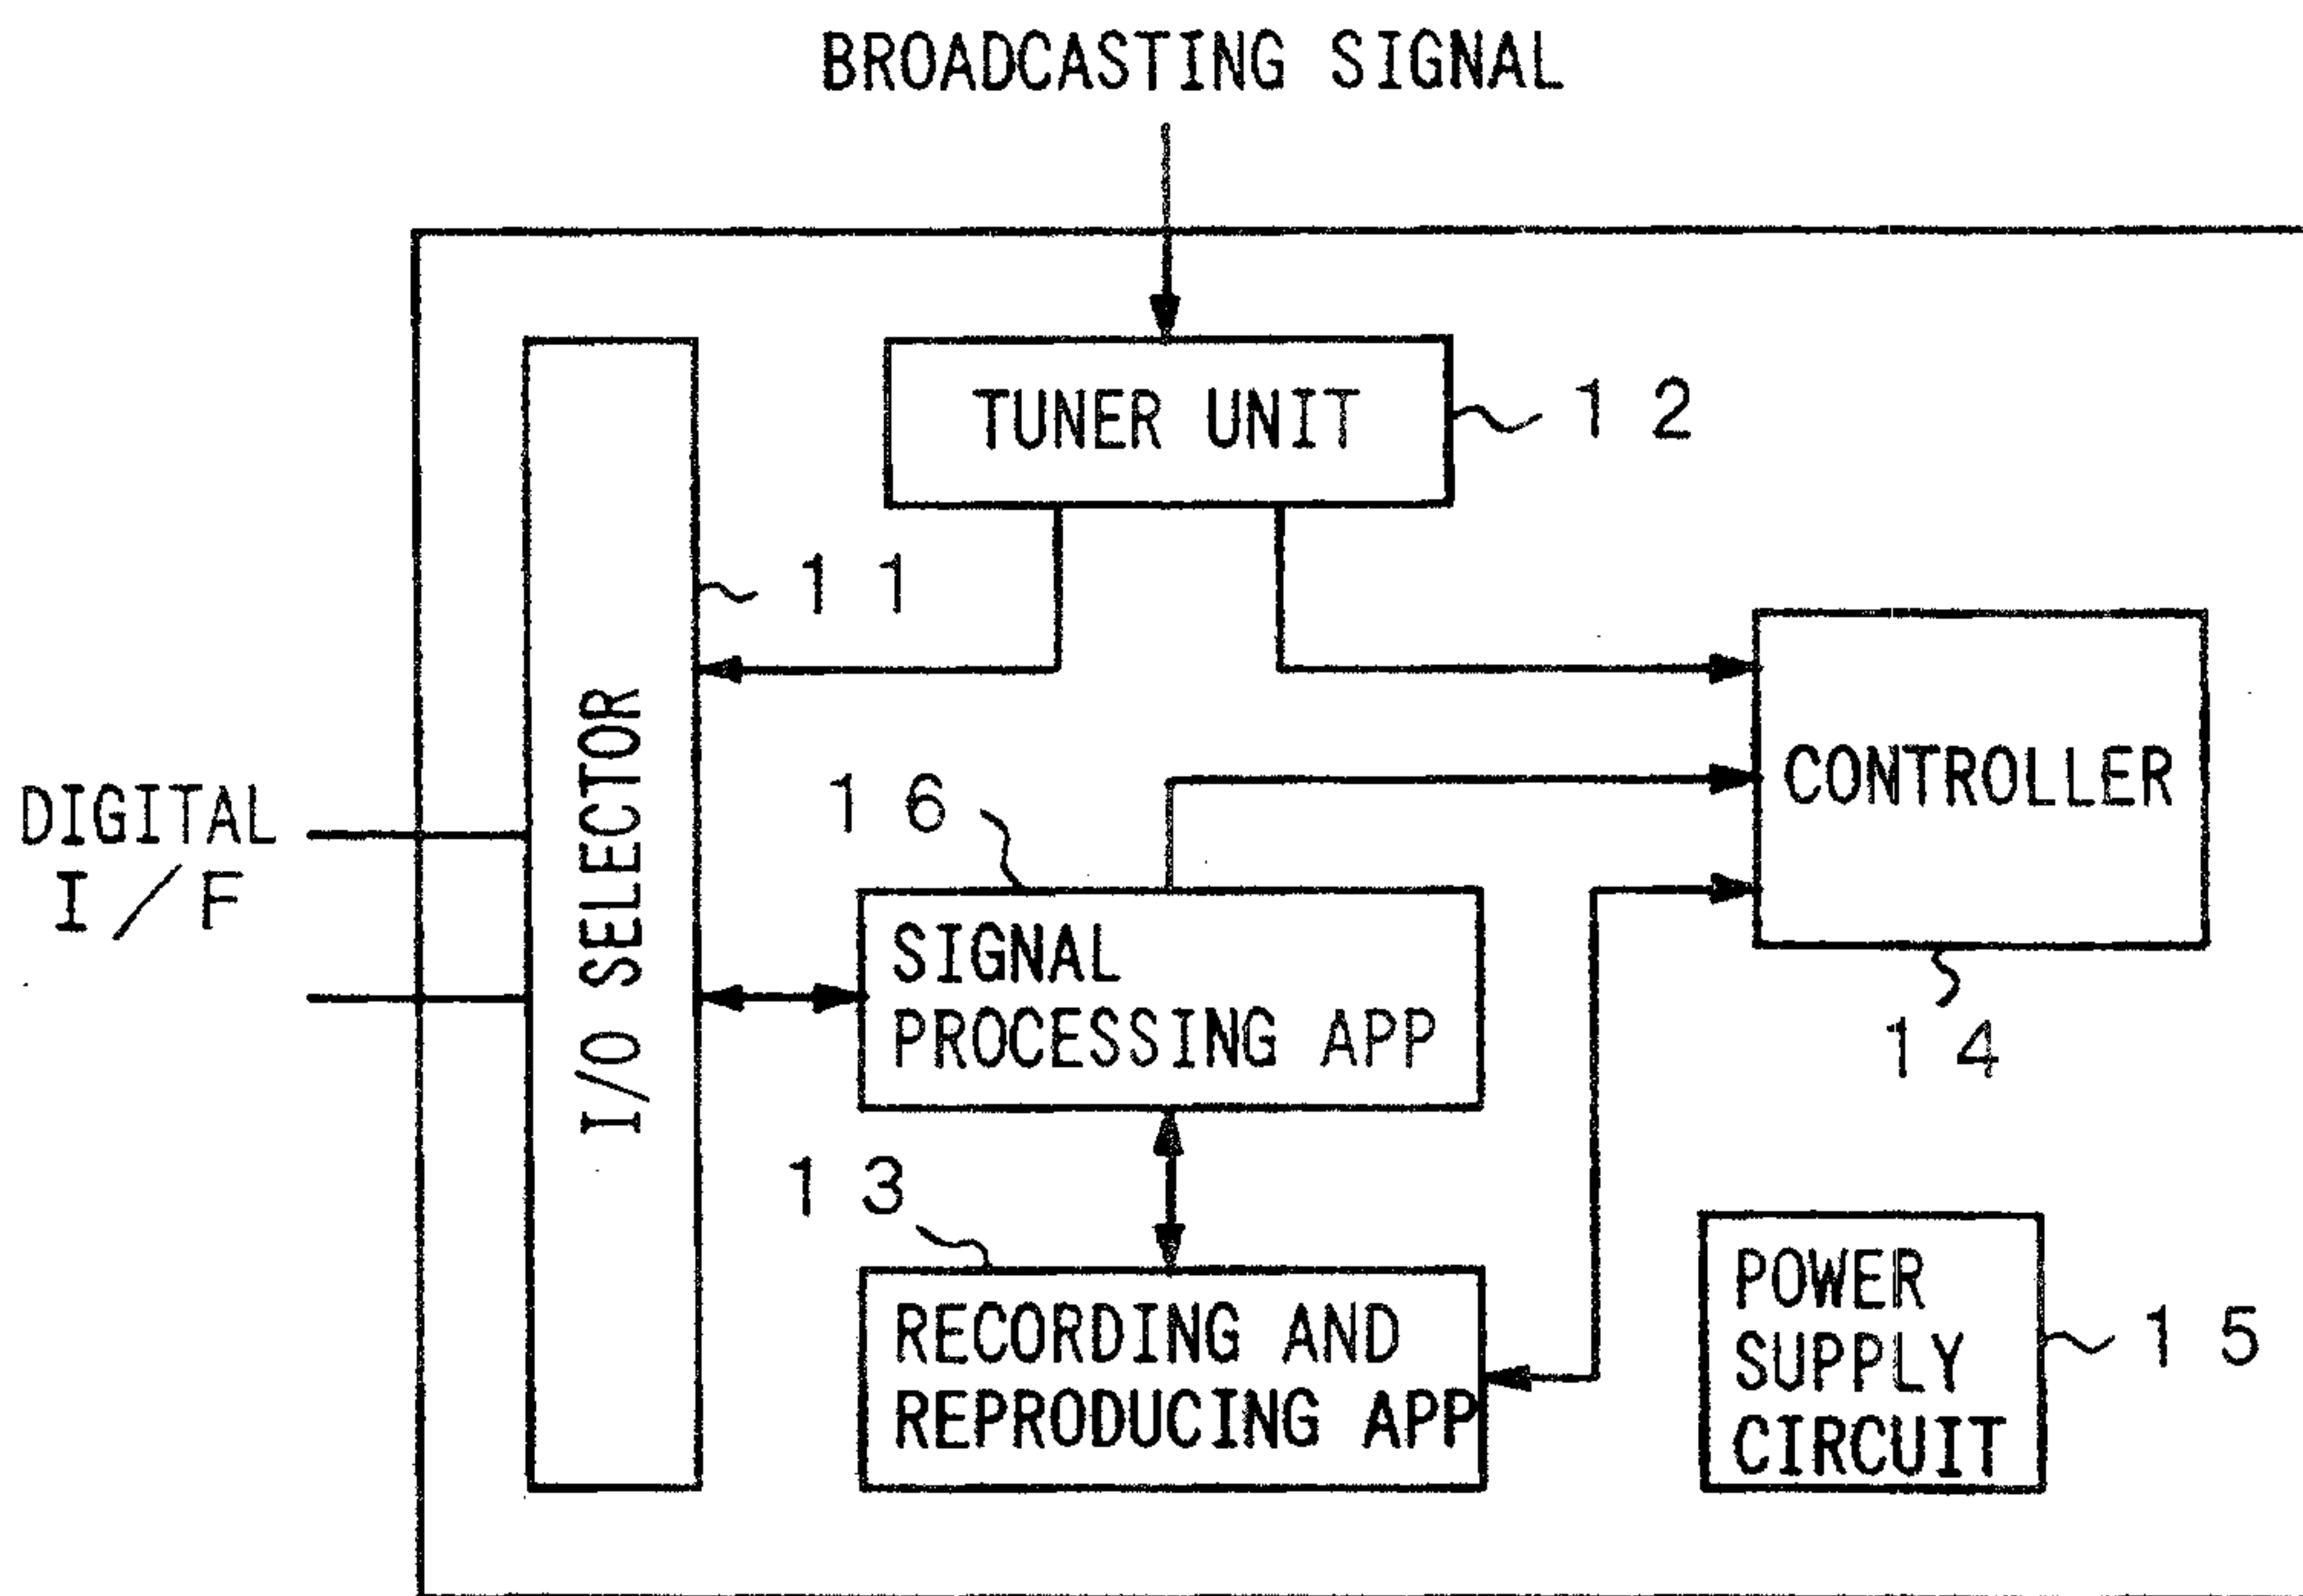 BROADCASTING SIGNAL
TUNER UNIT
12
11
I/O SELECTOR
CONTROLLER
14
DIGITAL
I/F
16
SIGNAL
PROCESSING APP
13
RECORDING AND
REPRODUCING APP
POWER
SUPPLY
CIRCUIT
15